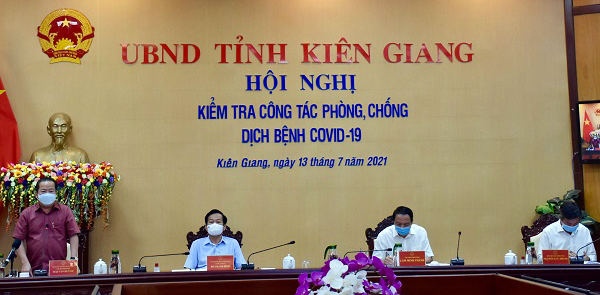 UBND TỈNH KIÊN GIANG
HỘI NGHỊ
KIỂM TRA CÔNG TÁC PHÒNG, CHỐNG
DỊCH BỆNH COVID-19
Kiên Giang, ngày 13 tháng 7 năm 2021